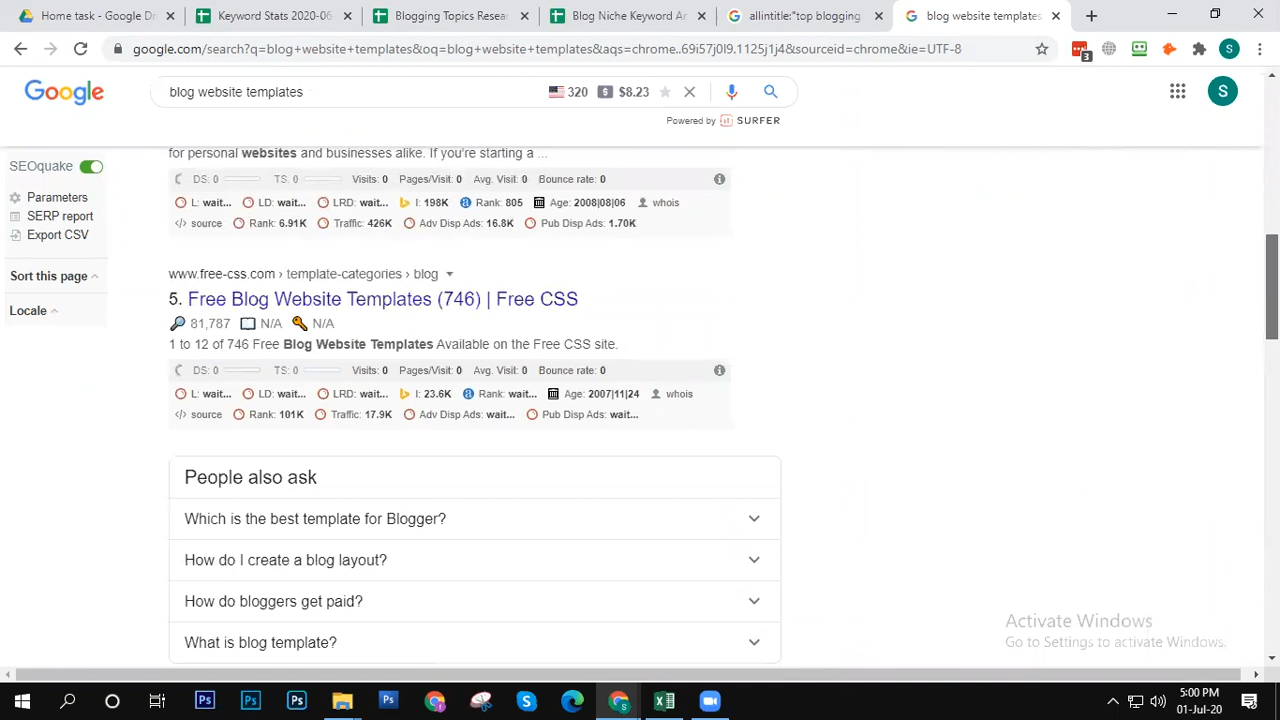 Home task - Google Dri
Keyword Stats 2020-06
Blogging Topics Resea
Blog Niche Keyword An
allintitle:"top blogging
blog website templates
google.com/search?q=blog+website+templates&oq=blog+website+templates&aqs=chrome..69i57j0l9.1125j1j4&sourceid=chrome&ie=UTF-8
3
S
Google
blog website templates
320
$8.23
S
Powered by SURFER
SEOquake
Parameters
SERP report
Export CSV
Sort this page
Locale
for personal websites and businesses alike. If you're starting a ...
DS: 0 TS: 0 Visits: 0 Pages/Visit: 0 Avg. Visit: 0 Bounce rate: 0
L: wait... LD: wait... LRD: wait... I: 198K Rank: 805 Age: 2008|08|06 whois
source Rank: 6.91K Traffic: 426K Adv Disp Ads: 16.8K Pub Disp Ads: 1.70K
www.free-css.com › template-categories › blog
5. Free Blog Website Templates (746) | Free CSS
81,787 N/A N/A
1 to 12 of 746 Free Blog Website Templates Available on the Free CSS site.
DS: 0 TS: 0 Visits: 0 Pages/Visit: 0 Avg. Visit: 0 Bounce rate: 0
L: wait... LD: wait... LRD: wait... I: 23.6K Rank: wait... Age: 2007|11|24 whois
source Rank: 101K Traffic: 17.9K Adv Disp Ads: wait... Pub Disp Ads: wait...
People also ask
Which is the best template for Blogger?
How do I create a blog layout?
How do bloggers get paid?
What is blog template?
Activate Windows
Go to Settings to activate Windows.
Ps
Ps
Ps
Ps
5:00 PM
01-Jul-20